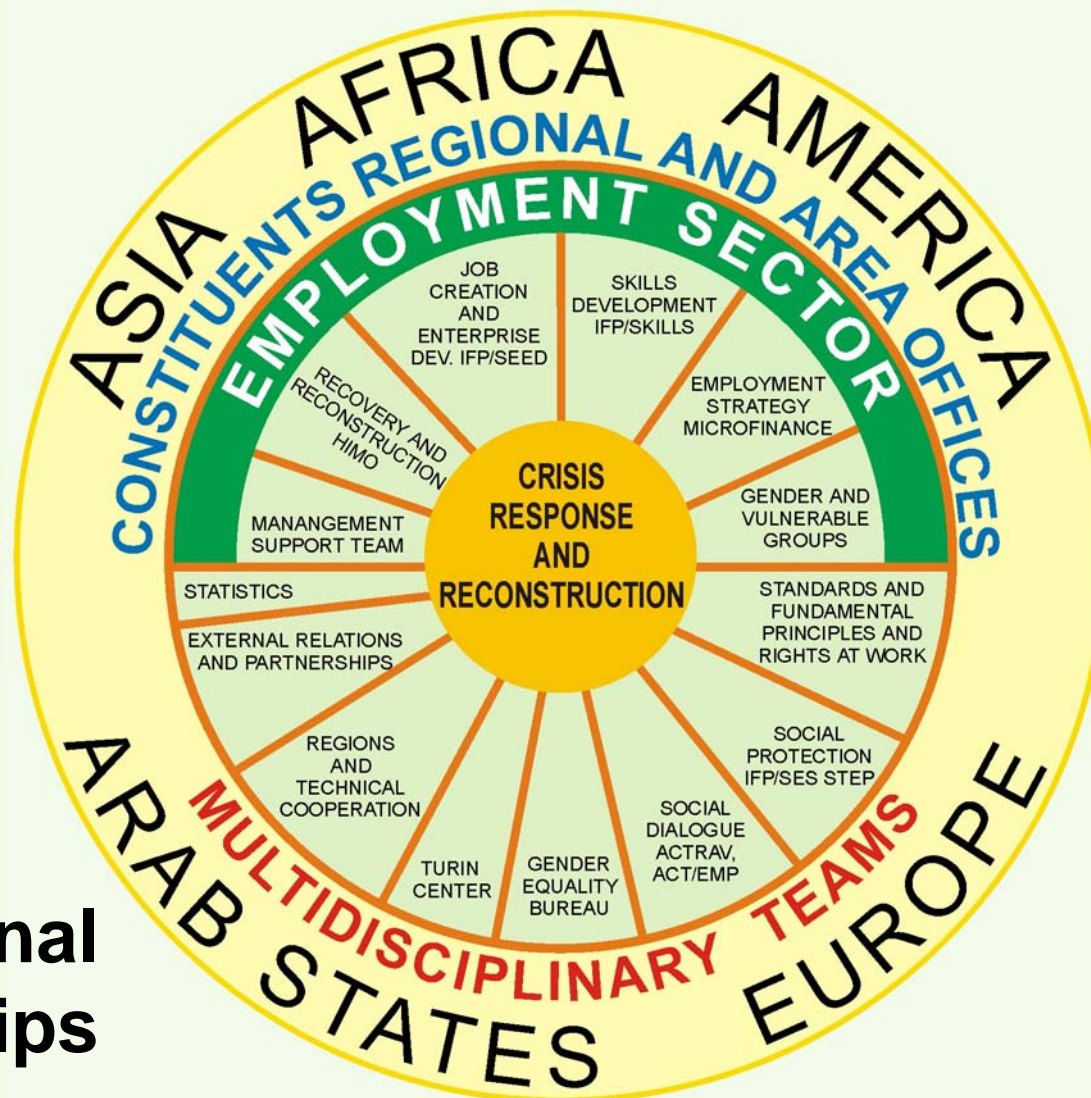 ASIA
AFRICA
AMERICA
CONSTITUENTS REGIONAL AND AREA OFFICES
EMPLOYMENT SECTOR
JOB
CREATION
AND
ENTERPRISE
DEV. IFP/SEED
SKILLS
DEVELOPMENT
IFP/SKILLS
RECOVERY AND
RECONSTRUCTION
HIMO
EMPLOYMENT
STRATEGY
MICROFINANCE
MANANGEMENT
SUPPORT TEAM
CRISIS
RESPONSE
AND
RECONSTRUCTION
GENDER AND
VULNERABLE
GROUPS
STATISTICS
EXTERNAL RELATIONS
AND PARTNERSHIPS
STANDARDS AND
FUNDAMENTAL
PRINCIPLES AND
RIGHTS AT WORK
REGIONS
AND
TECHNICAL
COOPERATION
TURIN
CENTER
GENDER
EQUALITY
BUREAU
SOCIAL
DIALOGUE
ACTRAV,
ACT/EMP
SOCIAL
PROTECTION
IFP/SES STEP
MULTIDISCIPLINARY TEAMS
ARAB STATES
EUROPE
nal
ips